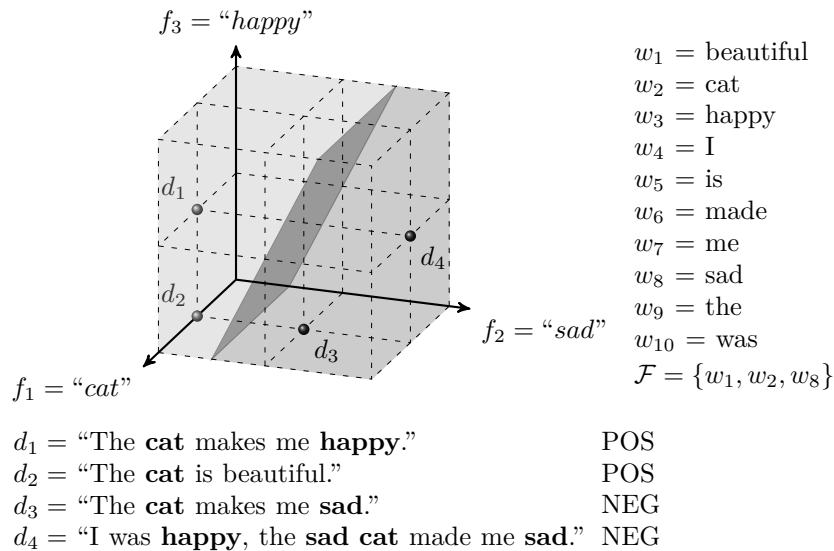 f₃ = “happy”
w₁ = beautiful
w₂ = cat
w₃ = happy
w₄ = I
w₅ = is
w₆ = made
w₇ = me
w₈ = sad
w₉ = the
w₁₀ = was
ℱ = {w₁, w₂, w₈}
d₁
d₂
d₃
d₄
f₂ = “sad”
f₁ = “cat”
d₁ = “The cat makes me happy.” POS
d₂ = “The cat is beautiful.” POS
d₃ = “The cat makes me sad.” NEG
d₄ = “I was happy, the sad cat made me sad.” NEG